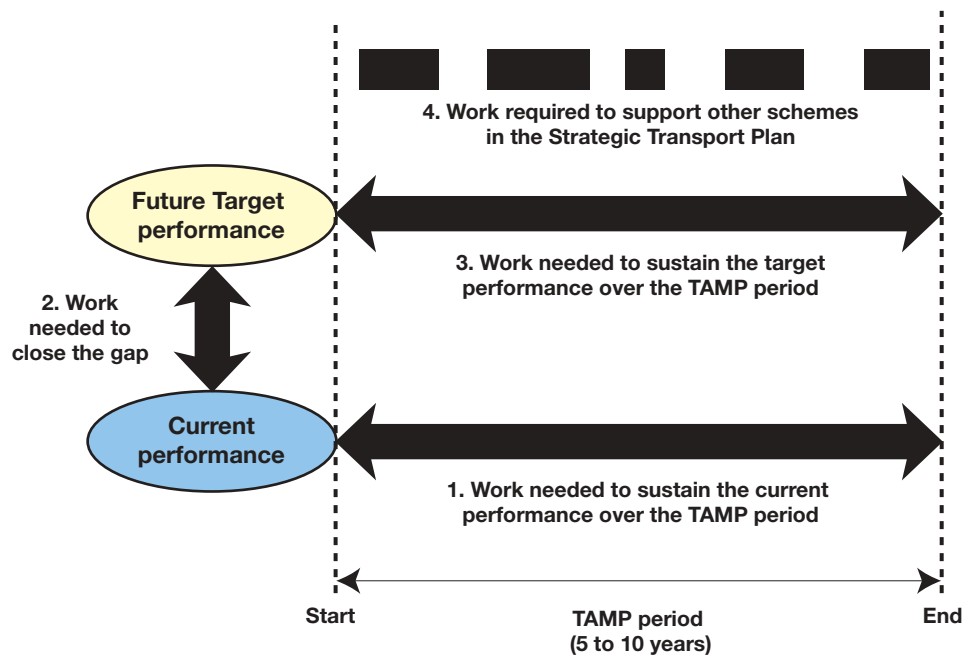 4. Work required to support other schemes
in the Strategic Transport Plan
Future Target
performance
3. Work needed to sustain the target
performance over the TAMP period
2. Work
needed to
close the gap
Current
performance
1. Work needed to sustain the current
performance over the TAMP period
Start
TAMP period
(5 to 10 years)
End